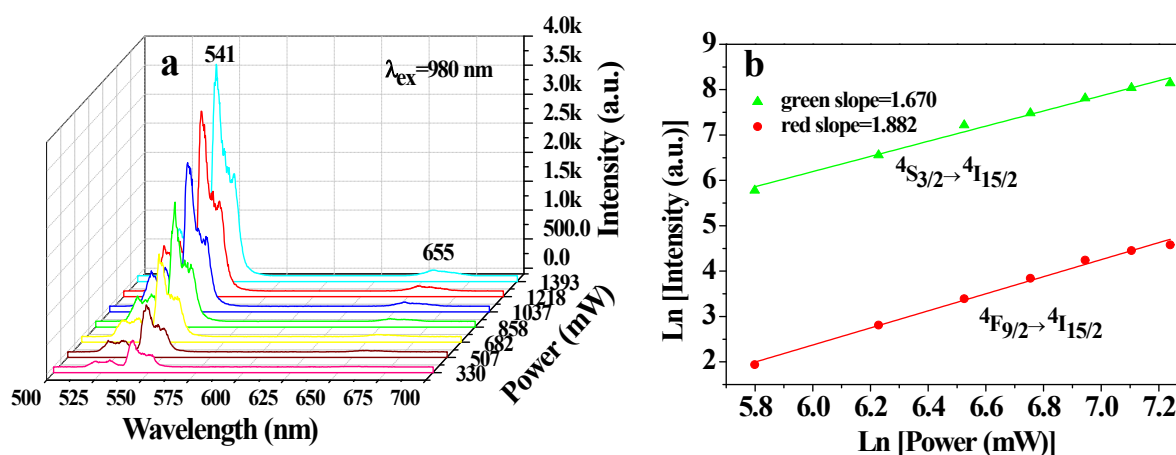 a
541
λex=980 nm
655
4.0k
3.5k
3.0k
2.5k
2.0k
1.5k
1.0k
500.0
0.0
Intensity (a.u.)
1393
1218
1037
858
682
507
330
Power (mW)
500 525 550 575 600 625 650 675 700
Wavelength (nm)
b
green slope=1.670
red slope=1.882
⁴S3/2→⁴I15/2
⁴F9/2→⁴I15/2
9
8
7
6
5
4
3
2
Ln [Intensity (a.u.)]
5.8 6.0 6.2 6.4 6.6 6.8 7.0 7.2
Ln [Power (mW)]